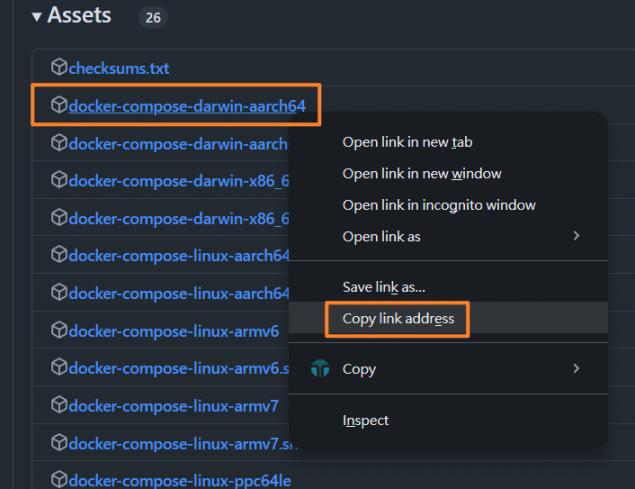 Assets 26
checksums.txt
docker-compose-darwin-aarch64
docker-compose-darwin-aarch
docker-compose-darwin-x86_6
docker-compose-darwin-x86_6
docker-compose-linux-aarch64
docker-compose-linux-aarch64
docker-compose-linux-armv6
docker-compose-linux-armv6.s
docker-compose-linux-armv7
docker-compose-linux-armv7.sh
docker-compose-linux-ppc64le
Open link in new tab
Open link in new window
Open link in incognito window
Open link as
Save link as...
Copy link address
Copy
Inspect